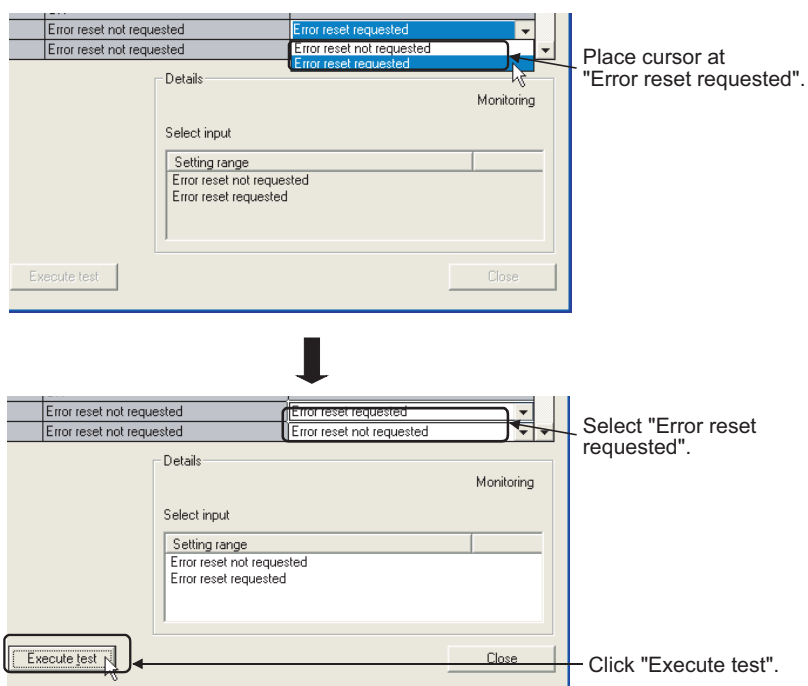 Error reset not requested Error reset requested
Error reset not requested Error reset not requested
Error reset requested
Place cursor at
"Error reset requested".
Details
Monitoring
Select input
Setting range
Error reset not requested
Error reset requested
Execute test Close
Error reset not requested Error reset requested
Error reset not requested Error reset not requested
Select "Error reset
requested".
Details
Monitoring
Select input
Setting range
Error reset not requested
Error reset requested
Execute test Close
Click "Execute test".